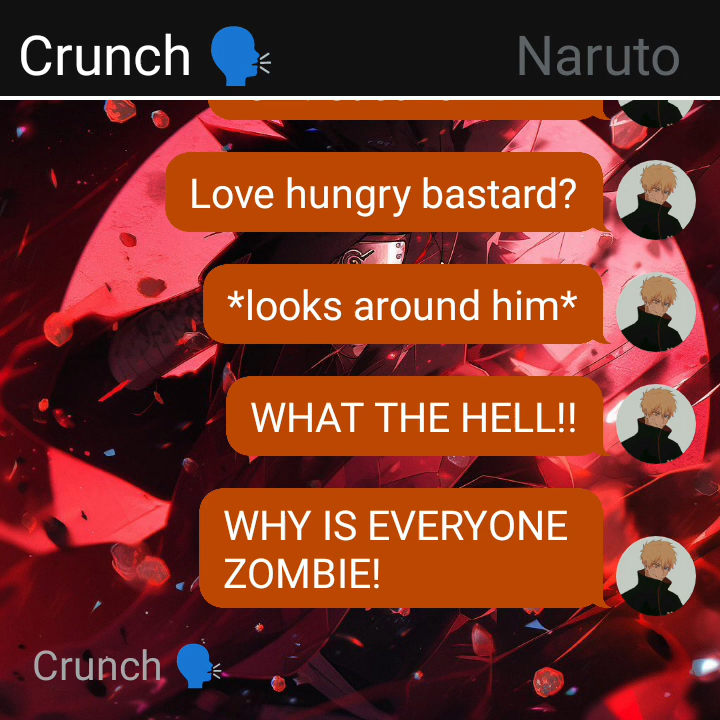 Crunch 🗣 Naruto
Love hungry bastard?
*looks around him*
WHAT THE HELL!!
WHY IS EVERYONE
ZOMBIE!
Crunch 🗣